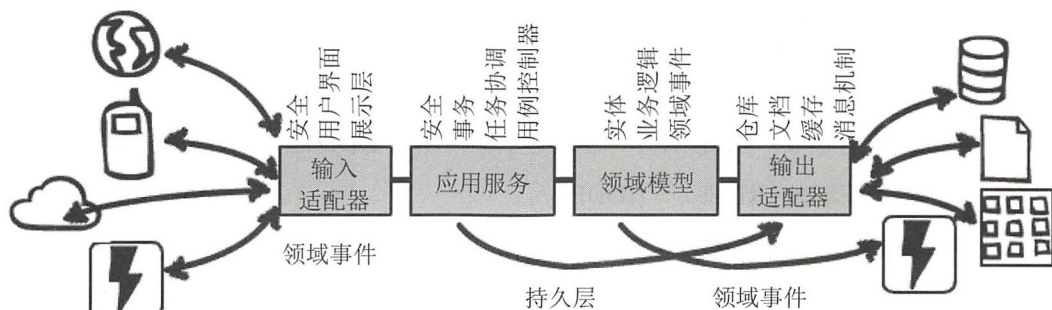 安全
用户界面
展示层
安全
事务
任务协调
用例控制器
实体
业务逻辑
领域事件
仓库
文档
缓存
消息机制
输入
适配器
应用服务
领域模型
输出
适配器
领域事件
持久层
领域事件